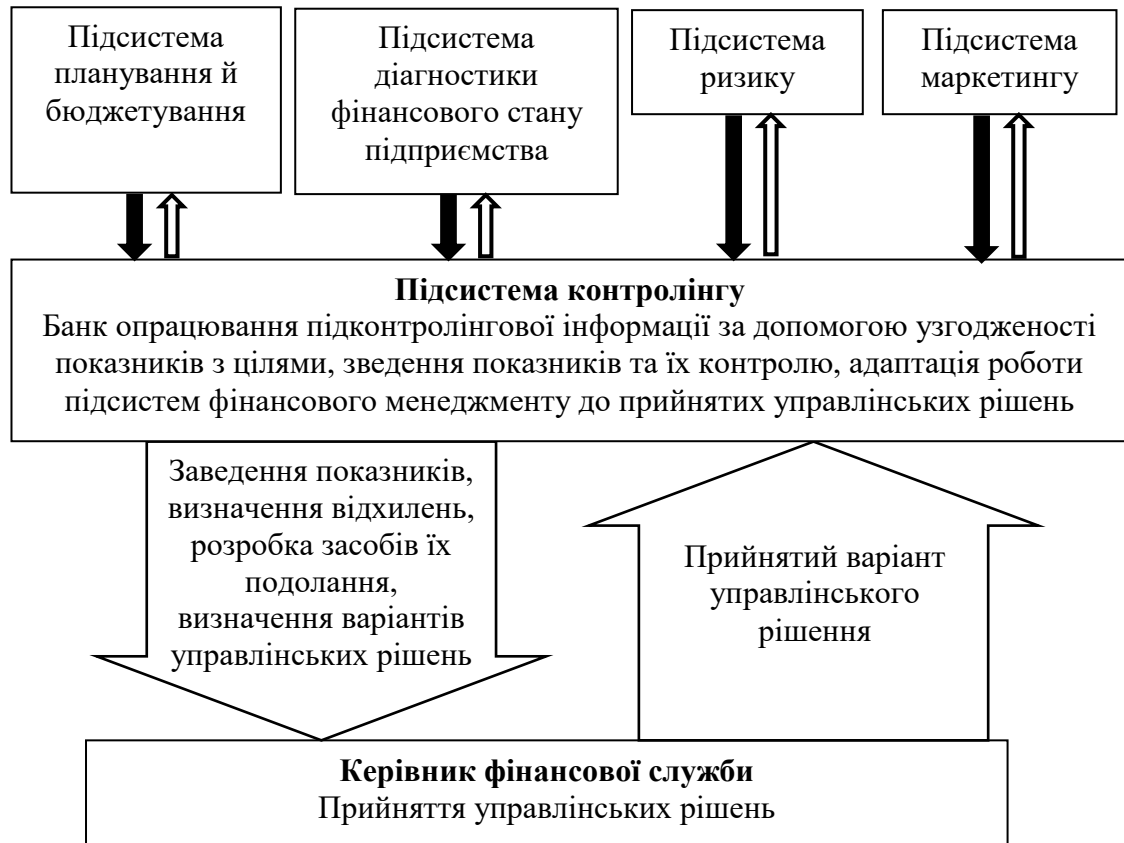 Підсистема
планування й
бюджетування
Підсистема
діагностики
фінансового стану
підприємства
Підсистема
ризику
Підсистема
маркетингу
Підсистема контролінгу
Банк опрацювання підконтролінгової інформації за допомогою узгодженості
показників з цілями, зведення показників та їх контролю, адаптація роботи
підсистем фінансового менеджменту до прийнятих управлінських рішень
Заведення показників,
визначення відхилень,
розробка засобів їх
подолання,
визначення варіантів
управлінських рішень
Прийнятий варіант
управлінського
рішення
Керівник фінансової служби
Прийняття управлінських рішень